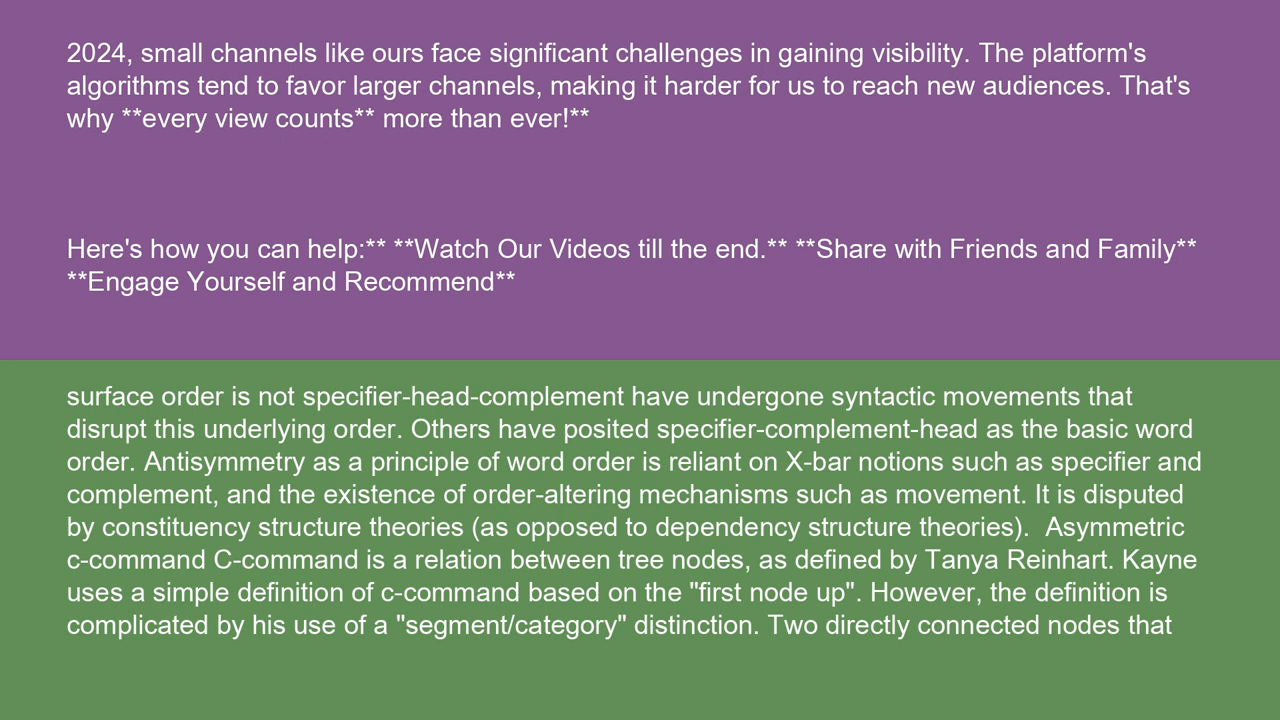 2024, small channels like ours face significant challenges in gaining visibility. The platform's
algorithms tend to favor larger channels, making it harder for us to reach new audiences. That's
why **every view counts** more than ever!**
Here's how you can help:** **Watch Our Videos till the end.** **Share with Friends and Family**
**Engage Yourself and Recommend**
surface order is not specifier-head-complement have undergone syntactic movements that
disrupt this underlying order. Others have posited specifier-complement-head as the basic word
order. Antisymmetry as a principle of word order is reliant on X-bar notions such as specifier and
complement, and the existence of order-altering mechanisms such as movement. It is disputed
by constituency structure theories (as opposed to dependency structure theories).  Asymmetric
c-command C-command is a relation between tree nodes, as defined by Tanya Reinhart. Kayne
uses a simple definition of c-command based on the "first node up". However, the definition is
complicated by his use of a "segment/category" distinction. Two directly connected nodes that